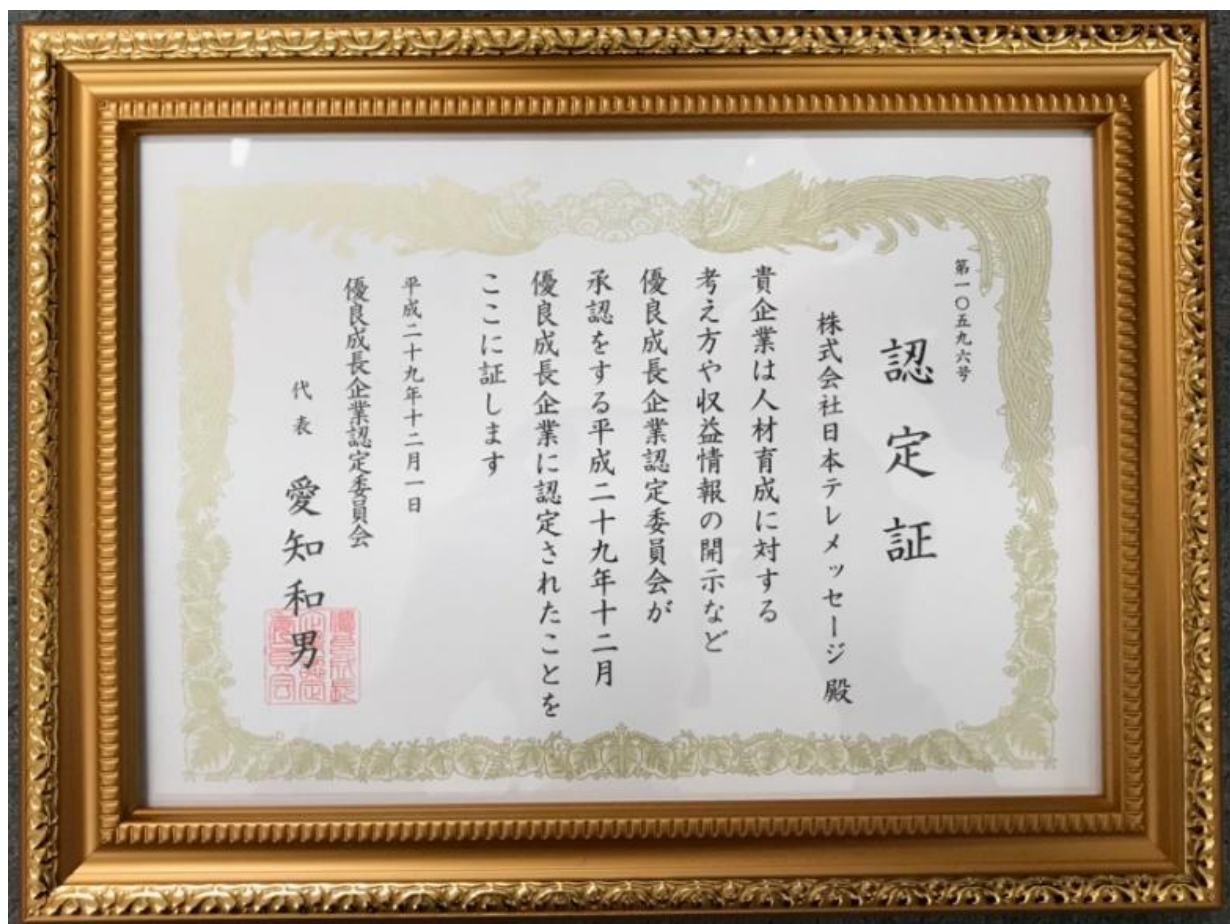 第一〇五九六号
認定証
株式会社日本テレメッセージ殿
貴企業は人材育成に対する
考え方や収益情報の開示など
優良成長企業認定委員会が
承認をする平成二十九年十二月
優良成長企業に認定されたことを
ここに証します
平成二十九年十二月一日
優良成長企業認定委員会
代表 愛知和男